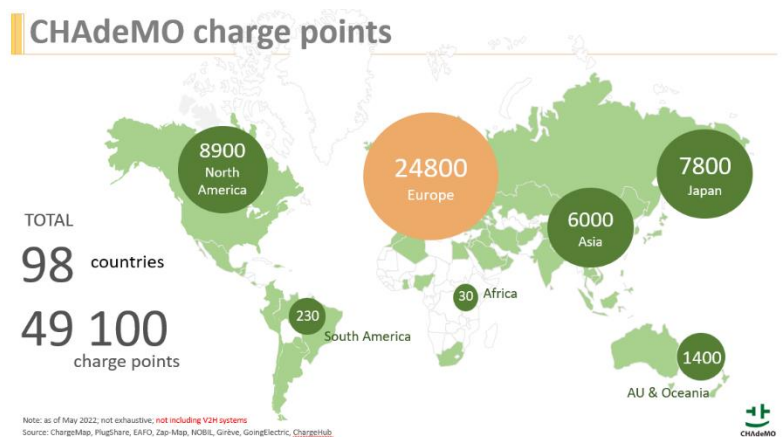 CHAdeMO charge points
8900
North
America
24800
Europe
7800
Japan
6000
Asia
TOTAL
98 countries
49 100
charge points
230
South America
30
Africa
1400
AU & Oceania
Note: as of May 2022; not exhaustive; not including V2H systems
Source: ChargeMap, PlugShare, EAFO, Zap-Map, NOBIL, Girève, GoingElectric, ChargeHub
CHAdeMO